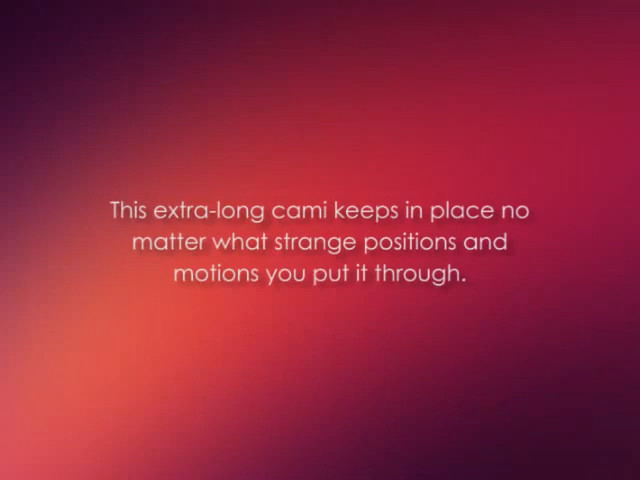 This extra-long cami keeps in place no
matter what strange positions and
motions you put it through.